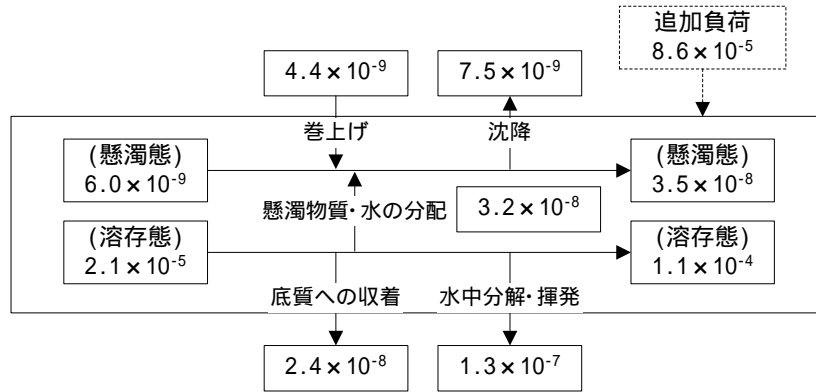 追加負荷
8.6×10⁻⁵
4.4×10⁻⁹
7.5×10⁻⁹
巻上げ
沈降
(懸濁態)
6.0×10⁻⁹
(懸濁態)
3.5×10⁻⁸
懸濁物質・水の分配
3.2×10⁻⁸
(溶存態)
2.1×10⁻⁵
(溶存態)
1.1×10⁻⁴
底質への収着
水中分解・揮発
2.4×10⁻⁸
1.3×10⁻⁷